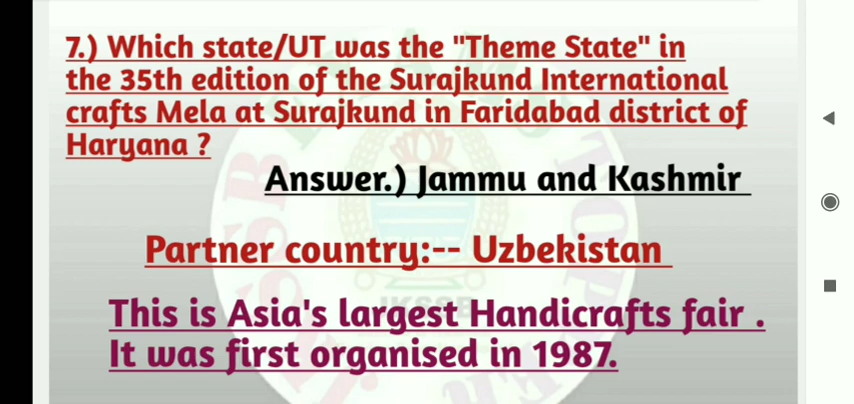 7.) Which state/UT was the "Theme State" in
the 35th edition of the Surajkund International
crafts Mela at Surajkund in Faridabad district of
Haryana ?
Answer.) Jammu and Kashmir
Partner country:-- Uzbekistan
This is Asia's largest Handicrafts fair .
It was first organised in 1987.
JKSSB